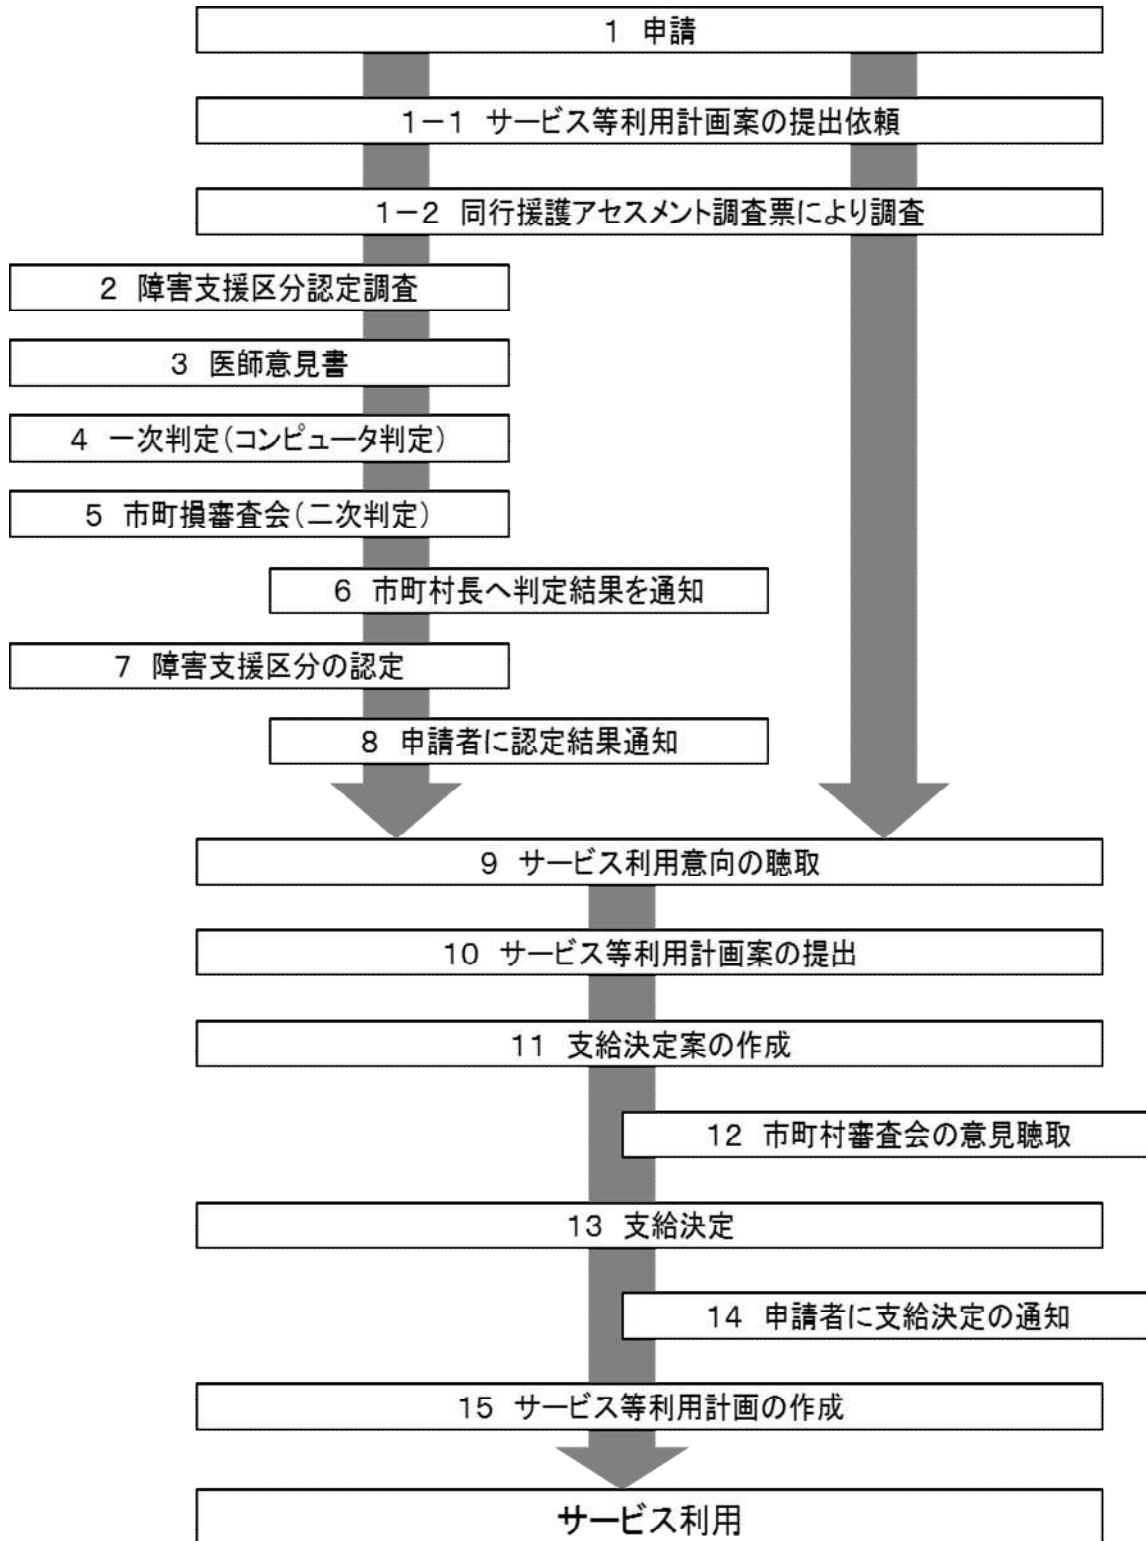 1 申請
1－1 サービス等利用計画案の提出依頼
1－2 同行援護アセスメント調査票により調査
2 障害支援区分認定調査
3 医師意見書
4 一次判定（コンピュータ判定）
5 市町損審査会（二次判定）
6 市町村長へ判定結果を通知
7 障害支援区分の認定
8 申請者に認定結果通知
9 サービス利用意向の聴取
10 サービス等利用計画案の提出
11 支給決定案の作成
12 市町村審査会の意見聴取
13 支給決定
14 申請者に支給決定の通知
15 サービス等利用計画の作成
サービス利用